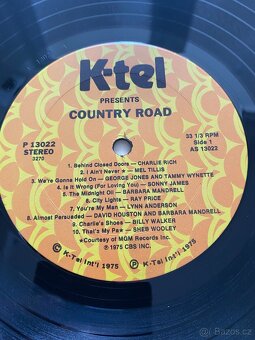 K-tel
PRESENTS
COUNTRY ROAD
P 13022
STEREO
3270
33 1/3 RPM
Side 1
AS 13022
1. Behind Closed Doors — CHARLIE RICH
2. I Ain't Never★ — MEL TILLIS
3. We're Gonna Hold On — GEORGE JONES AND TAMMY WYNETTE
4. Is it Wrong (For Loving You) — SONNY JAMES
5. The Midnight Oil — BARBARA MANDRELL
6. City Lights — RAY PRICE
7. You're My Man — LYNN ANDERSON
8. Almost Persuaded — DAVID HOUSTON AND BARBARA MANDRELL
9. Charlie's Shoes — BILLY WALKER
10. That's My Pa★ — SHEB WOOLEY
★Courtesy of MGM Records Inc.
℗ 1975 CBS INC.
© K-Tel Int'l 1975
℗ K-Tel Int'l 1975
Sbazar.cz